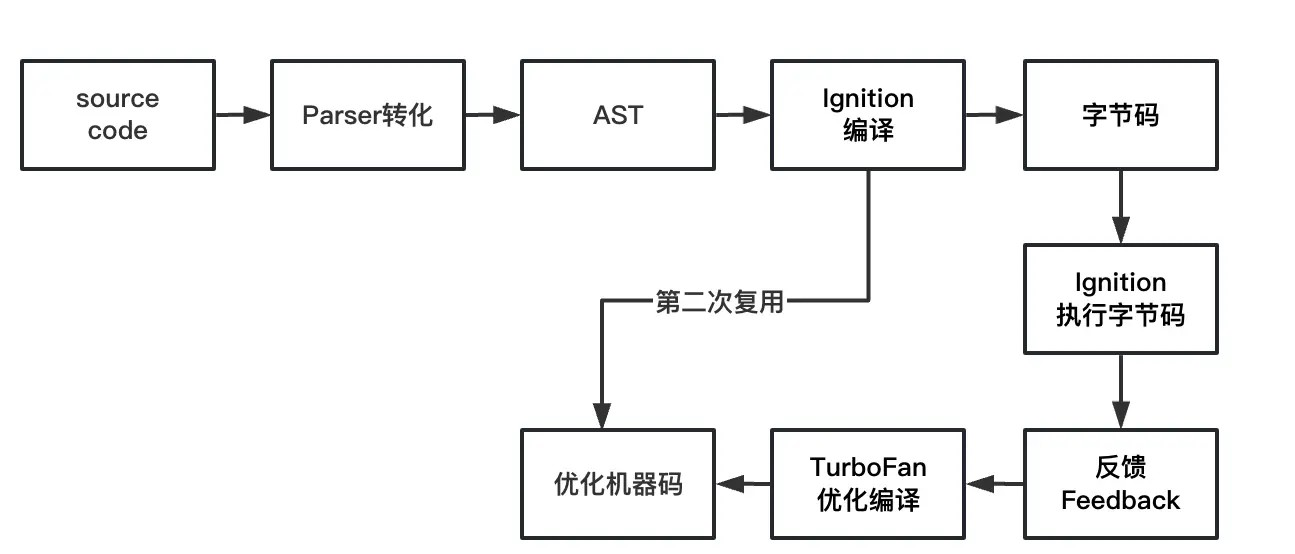 source
code
Parser转化
AST
Ignition
编译
字节码
Ignition
执行字节码
第二次复用
优化机器码
TurboFan
优化编译
反馈
Feedback